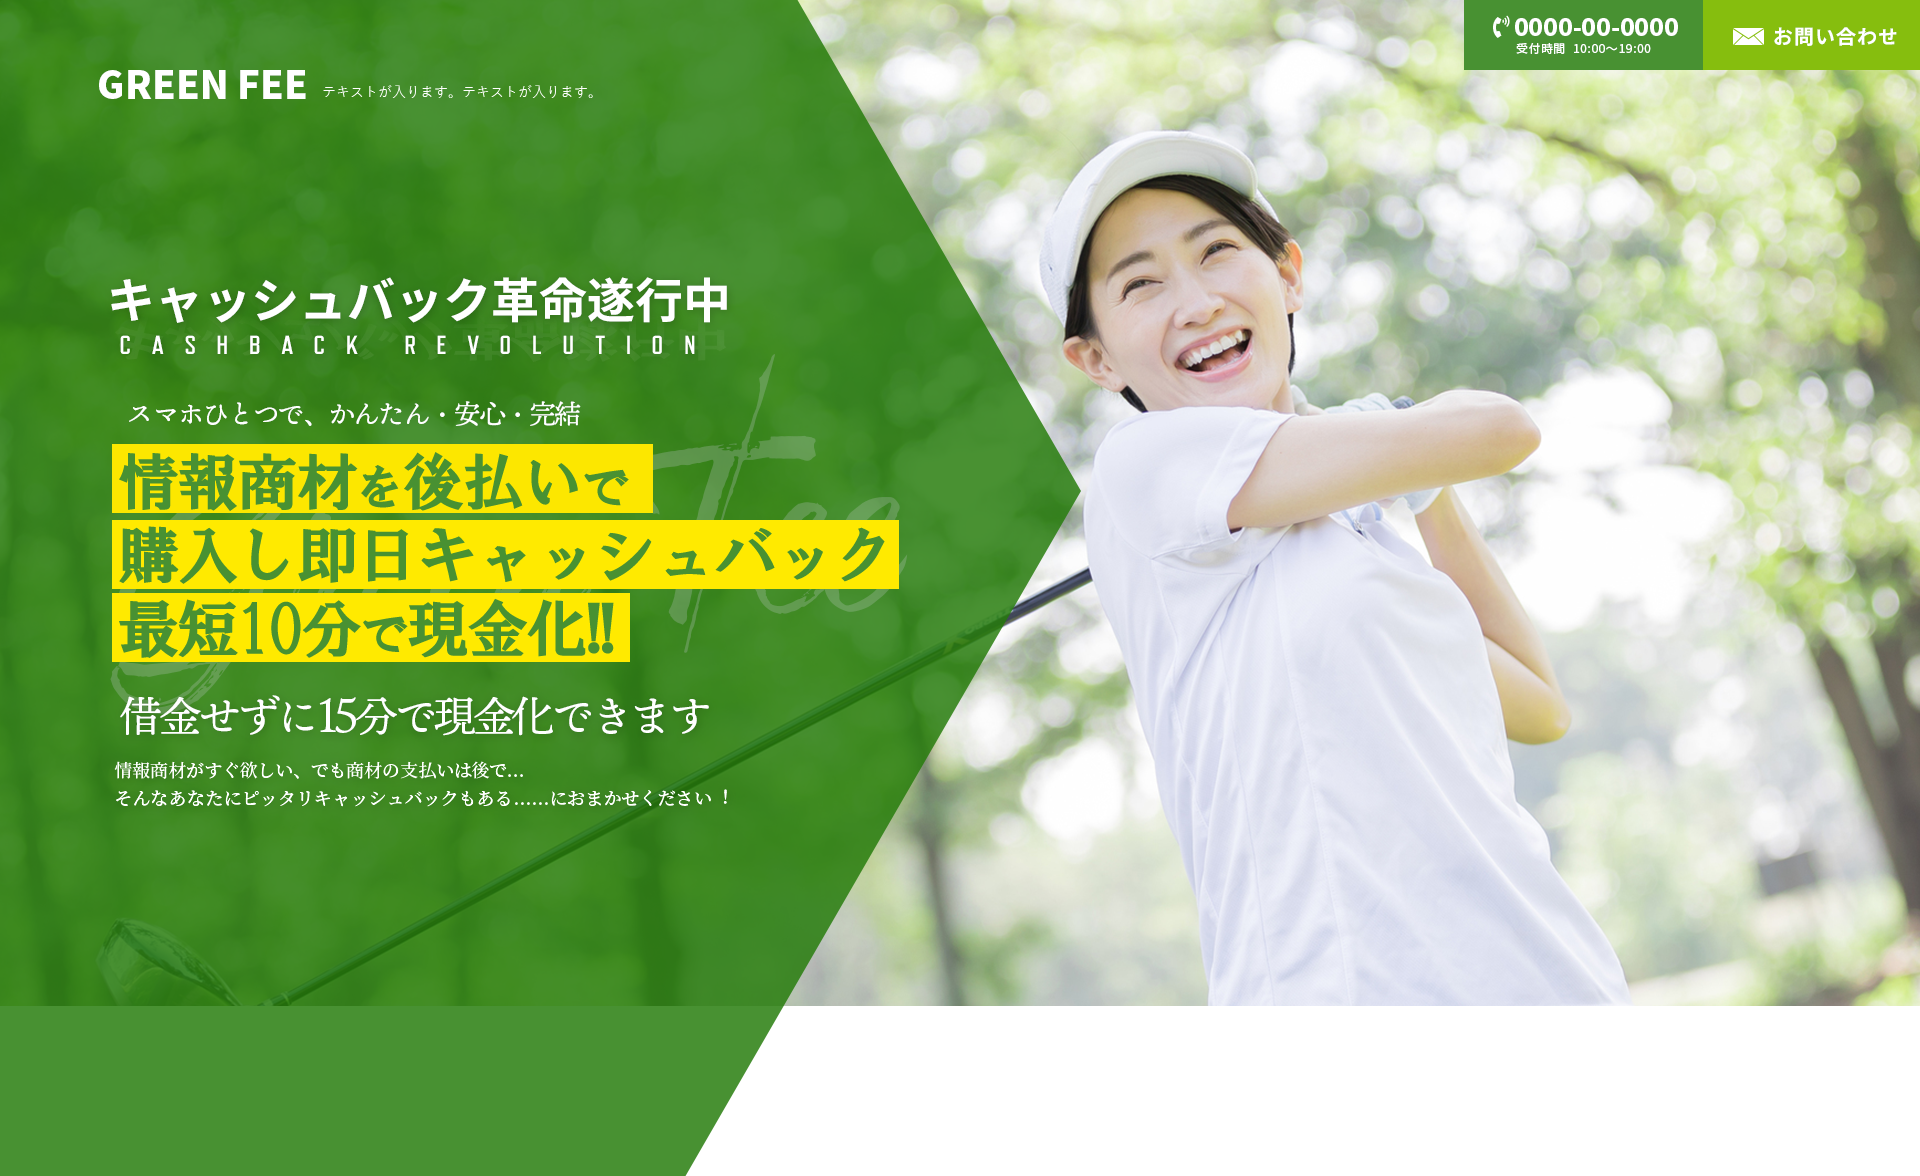 GREEN FEE テキストが入ります。テキストが入ります。
0000-00-0000
受付時間 10:00〜19:00
お問い合わせ
キャッシュバック革命遂行中
CASHBACK REVOLUTION
スマホひとつで、かんたん・安心・完結
情報商材を後払いで
購入し即日キャッシュバック
最短10分で現金化!!
借金せずに15分で現金化できます
情報商材がすぐ欲しい、でも商材の支払いは後で…
そんなあなたにピッタリキャッシュバックもある……におまかせください！